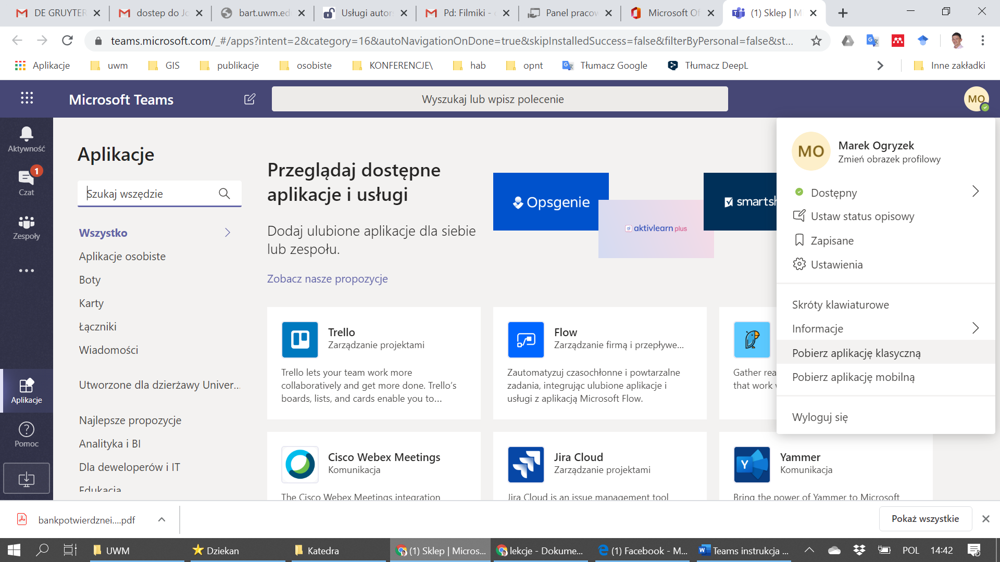 DE GRUYTER
dostep do Jo
bart.uwm.ed
Usługi autor
Pd: Filmiki -
Panel pracow
Microsoft Of
(1) Sklep | M
teams.microsoft.com/_#/apps?intent=2&category=16&autoNavigationOnDone=true&skipInstalledSuccess=false&filterByPersonal=false&st...
Aplikacje
uwm
GIS
publikacje
osobiste
KONFERENCJE\
hab
opnt
Tłumacz Google
Tłumacz DeepL
Inne zakładki
Microsoft Teams
Wyszukaj lub wpisz polecenie
MO
Aktywność
1
Czat
Zespoły
Aplikacje
Pomoc
Aplikacje
Szukaj wszędzie
Wszystko
Aplikacje osobiste
Boty
Karty
Łączniki
Wiadomości
Utworzone dla dzierżawy Univer...
Najlepsze propozycje
Analityka i BI
Dla deweloperów i IT
Edukacja
Przeglądaj dostępne
aplikacje i usługi
Dodaj ulubione aplikacje dla siebie
lub zespołu.
Zobacz nasze propozycje
Opsgenie
al aktivlearn plus
smartsh
Trello
Zarządzanie projektami
Trello lets your team work more
collaboratively and get more done. Trello's
boards, lists, and cards enable you to...
Flow
Zarządzanie firmą i przepływe...
Zautomatyzuj czasochłonne i powtarzalne
zadania, integrując ulubione aplikacje i
usługi z aplikacją Microsoft Flow.
Gather rea
that work
Cisco Webex Meetings
Komunikacja
The Cisco Webex Meetings integration
Jira Cloud
Zarządzanie projektami
Jira Cloud is an issue management tool
Y
Yammer
Komunikacja
Bring the power of Yammer to Microsoft
MO
Marek Ogryzek
Zmień obrazek profilowy
Dostępny
Ustaw status opisowy
Zapisane
Ustawienia
Skróty klawiaturowe
Informacje
Pobierz aplikację klasyczną
Pobierz aplikację mobilną
Wyloguj się
bankpotwierdznei....pdf
Pokaż wszystkie
UWM
Dziekan
Katedra
(1) Sklep | Micros...
lekcje - Dokume...
(1) Facebook - M...
Teams instrukcja ...
POL
14:42